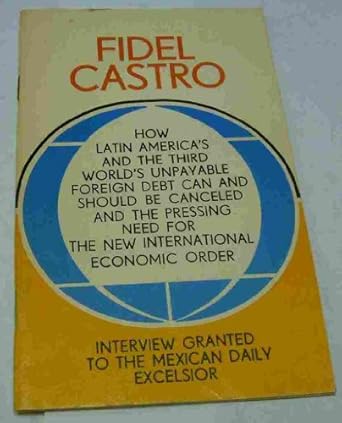 FIDEL
CASTRO
HOW
LATIN AMERICA'S
AND THE THIRD
WORLD'S UNPAYABLE
FOREIGN DEBT CAN AND
SHOULD BE CANCELED
AND THE PRESSING
NEED FOR
THE NEW INTERNATIONAL
ECONOMIC ORDER
INTERVIEW GRANTED
TO THE MEXICAN DAILY
EXCELSIOR